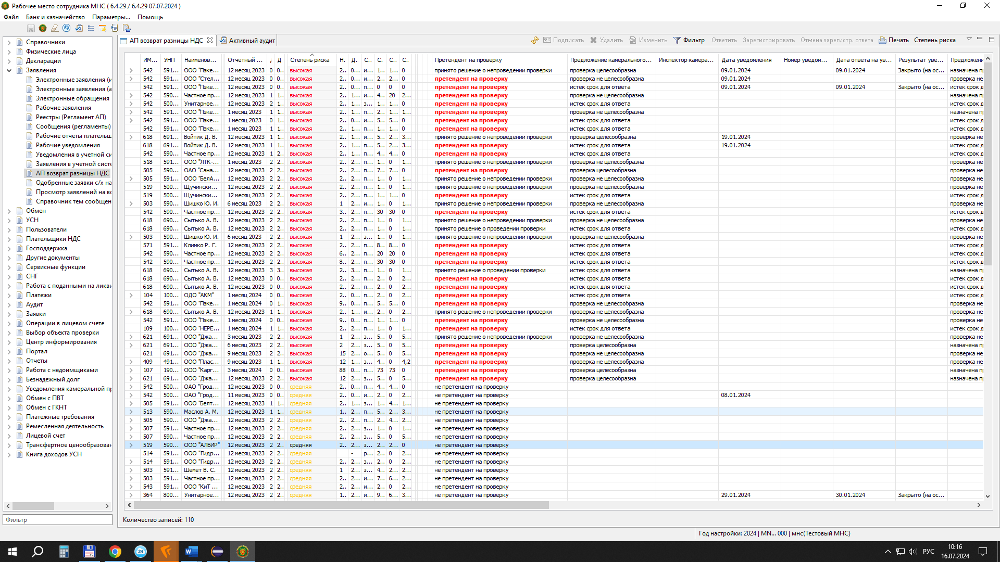 Рабочее место сотрудника МНС ( 6.4.29 / 6.4.29 07.07.2024 )
Файл Банк и казначейство Параметры... Помощь
АП возврат разницы НДС Активный аудит Подписать Удалить Изменить Фильтр Ответить Зарегистрировать Отмена зарегистр. ответа Печать Степень риска
Справочники
Физические лица
Декларации
Заявления
Электронные заявления (и
Электронные заявления (а
Электронные обращения
Рабочие заявления
Реестры (Регламент АП)
Сообщения (регламенты)
Рабочие отчеты плательщ
Рабочие уведомления
Уведомления в учетной си
Заявления в учетной систе
АП возврат разницы НДС
Одобренные заявки с/х на
Просмотр заявлений на во
Справочник тем сообщен
Обмен
УСН
Пользователи
Плательщики НДС
Господдержка
Другие документы
Сервисные функции
СНГ
Работа с поданными на ликви
Платежи
Аудит
Заявки
Операции в лицевом счете
Выбор объекта проверки
Центр информирования
Портал
Отчеты
Работа с недоимщиками
Безнадежный долг
Уведомления камеральной пр
Обмен с ПВТ
Обмен с ГКНТ
Платежные требования
Ремесленная деятельность
Лицевой счет
Трансфертное ценообразован
Книга доходов УСН
Фильтр
ИМ... УНП Наименов... Отчетный ... Д Степень риска Н. Д. С.. С. С.. С. Претендент на проверку Предложение камерального... Инспектор камера... Дата уведомления Номер уведом... Дата ответа на ув... Результат уве... Предложени
542 591... ООО "Пэке... 12 месяц 2023 0 0.. высокая 2.. 0... и... 1.. 1... 0 принято решение о непроведении проверки проверка целесообразна 09.01.2024 09.01.2024 Закрыто (на ос... назначена пр
542 591... ООО "Стел... 12 месяц 2023 0 0.. высокая 2.. 0... и... 2.. 2... 0 претендент на проверку проверка не целесообразна 09.01.2024 проверка не
542 591... ООО "Пэке... 12 месяц 2023 0 0.. высокая 2.. 0... п... 0 0 0 претендент на проверку истек срок для ответа 09.01.2024 09.01.2024 Закрыто (на ос... истек срок д
542 590... Частное пр... 12 месяц 2023 1 1.. высокая 2.. 1... и... 4.. 20 2... претендент на проверку проверка не целесообразна назначена пр
542 500... Унитарное... 12 месяц 2023 2 2.. высокая 2.. 2... з... 1.. 1... 0 претендент на проверку истек срок для ответа истек срок д
542 591... ООО "Пэке... 1 месяц 2023 1 1.. высокая 2.. 1... п... 2.. 0 1... претендент на проверку проверка не целесообразна назначена пр
542 591... ООО "Пэке... 1 месяц 2023 0 1.. высокая 2.. 0... и... 5.. 5... 0 претендент на проверку истек срок для ответа истек срок д
542 591... ООО "Пэке... 1 месяц 2023 1 1.. высокая 2.. 1... п... 1.. 1... 0 претендент на проверку истек срок для ответа истек срок д
618 691... Войтик Д. В. 12 месяц 2023 1 1.. высокая 2.. 1... и... 5.. 2... 3... принято решение о непроведении проверки проверка целесообразна 19.01.2024 проверка не
618 691... Войтик Д. В. 12 месяц 2023 1 2.. высокая 2.. 1... п... 5.. 2... 3... претендент на проверку истек срок для ответа 19.01.2024 истек срок д
542 590... Частное пр... 12 месяц 2023 2 2.. высокая 2.. 1... п... 4.. 4... 0 претендент на проверку истек срок для ответа истек срок д
518 591... ООО "ЛТК-... 1 месяц 2023 2 2.. высокая 2.. 2... п... 1.. 0 1... принято решение о непроведении проверки проверка не целесообразна проверка не
505 590... ОАО "Сана... 12 месяц 2023 2 2.. высокая 2.. 2... п... 7.. 7... 0 претендент на проверку проверка целесообразна проверка не
505 591... ООО "БелА... 12 месяц 2023 2 2.. высокая 2.. 2... п... 1.. 0 1... принято решение о непроведении проверки проверка не целесообразна проверка не
519 500... Щучински... 12 месяц 2023 2 2.. высокая 2.. 2... п... 1.. 0 1... принято решение о непроведении проверки проверка не целесообразна проверка не
519 500... Щучински... 12 месяц 2023 2 2.. высокая 2.. 2... п... 1.. 1... 0 претендент на проверку истек срок для ответа истек срок д
503 590... Шишко Ю. И. 6 месяц 2023 2 2.. высокая 1 2... и... 1.. 0 1... принято решение о непроведении проверки проверка не целесообразна проверка не
542 590... Частное пр... 12 месяц 2023 2 2.. высокая 3... 2... п... 30 30 0 претендент на проверку истек срок для ответа истек срок д
618 690... Сытько А. В. 12 месяц 2023 2 2.. высокая 2.. 2... п... 1.. 0 1... принято решение о непроведении проверки проверка не целесообразна проверка не
618 690... Сытько А. В. 12 месяц 2023 2 2.. высокая 2.. 2... п... 1.. 0 1... принято решение о проведении проверки истек срок для ответа истек срок д
503 590... Шишко Ю. И. 6 месяц 2023 2 2.. высокая 1 2... з... 1.. 0 1... принято решение о непроведении проверки проверка не целесообразна проверка не
571 591... Климко Р. Г. 12 месяц 2023 2 2.. высокая 2.. 2... п... 8.. 8... 0 претендент на проверку истек срок для ответа истек срок д
542 590... Частное пр... 12 месяц 2023 2 2.. высокая 6... 2... п... 20 20 0 претендент на проверку истек срок для ответа истек срок д
542 590... Частное пр... 12 месяц 2023 2 2.. высокая 8... 2... п... 30 30 0 претендент на проверку истек срок для ответа истек срок д
618 690... Сытько А. В. 12 месяц 2023 3 3.. высокая 2.. 3... п... 1.. 0 1... принято решение о проведении проверки истек срок для ответа назначена пр
618 690... Сытько А. В. 12 месяц 2023 0 0.. высокая 2.. 0... п... 2.. 0 2... претендент на проверку истек срок для ответа истек срок д
618 690... Сытько А. В. 12 месяц 2023 0 0.. высокая 2.. 0... п... 2.. 0 2... претендент на проверку истек срок для ответа истек срок д
104 100... ОДО "АКМ" 1 месяц 2024 0 0.. высокая 2.. 0... п... 2.. 0 2... претендент на проверку истек срок для ответа истек срок д
542 591... ООО "Пэке... 1 месяц 2024 0 1.. высокая 9... 0... п... 5.. 5... 0 претендент на проверку проверка не целесообразна проверка не
618 690... Сытько А. В. 12 месяц 2023 1 1.. высокая 2.. 1... и... 2.. 0 2... принято решение о непроведении проверки проверка не целесообразна проверка не
542 591... ООО "Пэке... 1 месяц 2024 0 0.. высокая 9... 0... п... 1.. 1... 0 претендент на проверку проверка не целесообразна проверка не
109 100... ООО "НЕРЕ... 1 месяц 2024 1 1.. высокая 2.. 2... п... 1.. 0 1... претендент на проверку истек срок для ответа истек срок д
621 691... ООО "Джа... 3 месяц 2023 2 2.. высокая 1 2... з... 5.. 0 5... принято решение о непроведении проверки проверка не целесообразна проверка не
621 691... ООО "Джа... 6 месяц 2023 2 2.. высокая 2 2... з... 5.. 0 5... претендент на проверку проверка целесообразна назначена пр
621 691... ООО "Джа... 9 месяц 2023 2 2.. высокая 15 2... о... 5.. 0 5... претендент на проверку проверка не целесообразна проверка не
409 491... ООО "Плас... 9 месяц 2023 1 1.. высокая 12 1... з... 4.. 0 4,2 претендент на проверку проверка не целесообразна проверка не
107 190... ООО "Карг... 3 месяц 2024 0 0.. высокая 88 0... п... 73 73 0 претендент на проверку проверка целесообразна назначена пр
621 691... ООО "Джа... 12 месяц 2023 2 2.. высокая 12 2... з... 5.. 0 5... претендент на проверку проверка целесообразна назначена пр
542 500... ОАО "Грод... 12 месяц 2023 0 0.. средняя 2.. 0... п... 4.. 4... 0 не претендент на проверку
542 500... ОАО "Грод... 11 месяц 2023 0 0.. средняя 2.. 0... и... 2.. 0 2... не претендент на проверку 08.01.2024
505 591... ООО "Белт... 12 месяц 2023 1 1.. средняя 2.. 1... з... 1.. 4... 1... не претендент на проверку
513 590... Маслов А. М. 12 месяц 2023 1 1.. средняя 1.. 2... п... 5.. 2... 3... не претендент на проверку
505 591... ООО "Джа... 12 месяц 2023 2 2.. средняя 2.. 2... п... 2.. 4... 2... не претендент на проверку
507 591... Частное пр... 12 месяц 2023 2 2.. средняя 2.. 2... з... 1.. 0 1... не претендент на проверку
507 590... Частное пр... 12 месяц 2023 2 2.. средняя 2.. 2... з... 5.. 0 5... не претендент на проверку
519 590... ООО "АЛБИР" 12 месяц 2023 2 2.. средняя 2.. 2... з... 2.. 2... 0 не претендент на проверку
514 591... ООО "Гидр... 12 месяц 2023 2 2.. средняя - р... 2.. 0 2... не претендент на проверку
514 591... ООО "Гидр... 12 месяц 2023 2 2.. средняя 2.. 2... з... 2.. 0 2... не претендент на проверку
503 591... Шемет В. С. 12 месяц 2023 2 2.. средняя 1 2... з... 4.. 2... 2... не претендент на проверку
503 591... Частное пр... 12 месяц 2023 2 2.. средняя 2.. 2... и... 7.. 6... 2... не претендент на проверку
543 591... ООО "КиТ ... 12 месяц 2023 2 2.. средняя 2.. 2... и... 2.. 0 2... не претендент на проверку
364 800... Унитарное... 12 месяц 2023 2 2.. средняя 1.. 2... и... 9.. 6... 3... не претендент на проверку 29.01.2024 30.01.2024 Закрыто (на ос...
Количество записей: 110
Год настройки: 2024 | MN... 000 | мнс(Тестовый МНС)
24
РУС
10:16
16.07.2024